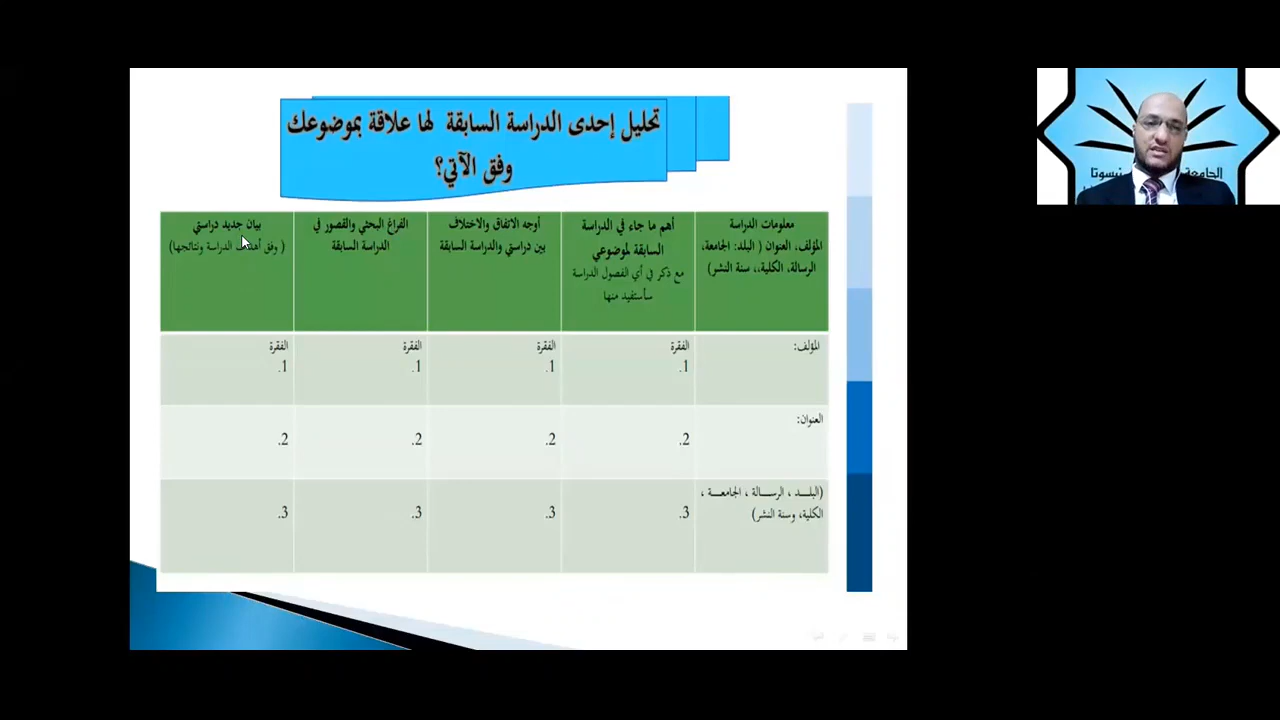 تحليل إحدى الدراسة السابقة لها علاقة بموضوعك
وفق الآتي؟
معلومات الدراسة
المؤلف، العنوان ( البلد: الجامعة،
الرسالة، الكلية،، سنة النشر)
أهم ما جاء في الدراسة
السابقة لموضوعي
مع ذكر في أي الفصول الدراسة
سأستفيد منها
أوجه الاتفاق والاختلاف
بين دراستي والدراسة السابقة
الفراغ البحثي والقصور في
الدراسة السابقة
بيان جديد دراستي
( وفق أهداف الدراسة ونتائجها)
المؤلف:
الفقرة
1.
الفقرة
1.
الفقرة
1.
الفقرة
1.
العنوان:
2.
2.
2.
2.
(البلـــد ، الرســـالة ، الجامعـــة ،
الكلية، وسنة النشر)
3.
3.
3.
3.
الجامعة
نيسوتا